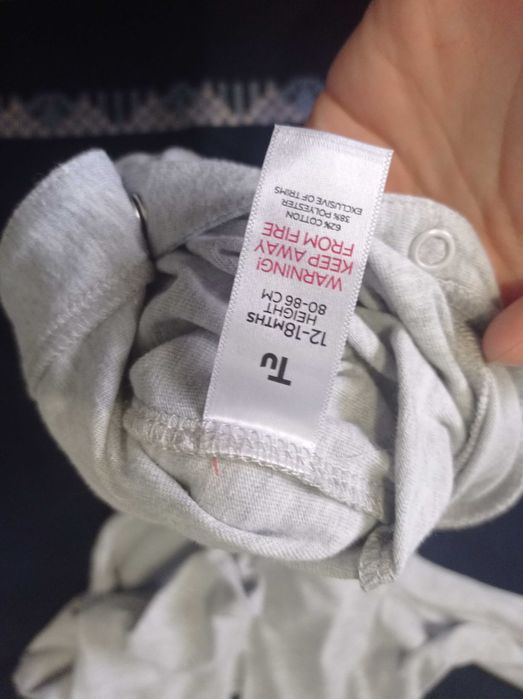 Tu
12-18MTHS
HEIGHT
80-86 CM
WARNING!
KEEP AWAY
FROM FIRE
62% COTTON
38% POLYESTER
EXCLUSIVE OF TRIMS